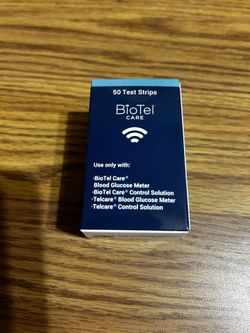 50 Test Strips
BioTel
CARE
Use only with:
·BioTel Care®
Blood Glucose Meter
·BioTel Care® Control Solution
·Telcare® Blood Glucose Meter
·Telcare® Control Solution